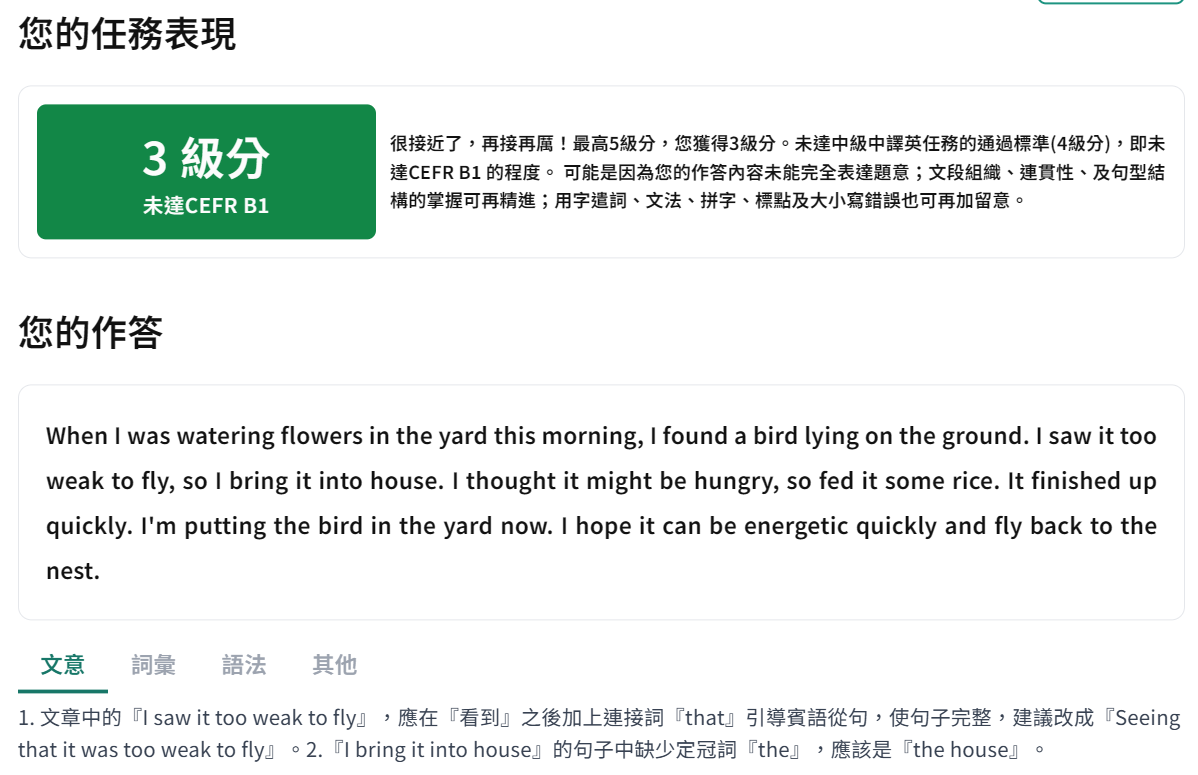 您的任務表現
3 級分
未達CEFR B1
很接近了，再接再厲！最高5級分，您獲得3級分。未達中級中譯英任務的通過標準(4級分)，即未
達CEFR B1 的程度。 可能是因為您的作答內容未能完全表達題意；文段組織、連貫性、及句型結
構的掌握可再精進；用字遣詞、文法、拼字、標點及大小寫錯誤也可再加留意。
您的作答
When I was watering flowers in the yard this morning, I found a bird lying on the ground. I saw it too
weak to fly, so I bring it into house. I thought it might be hungry, so fed it some rice. It finished up
quickly. I'm putting the bird in the yard now. I hope it can be energetic quickly and fly back to the
nest.
文意 詞彙 語法 其他
1. 文章中的『I saw it too weak to fly』，應在『看到』之後加上連接詞『that』引導賓語從句，使句子完整，建議改成『Seeing
that it was too weak to fly』。2.『I bring it into house』的句子中缺少定冠詞『the』，應該是『the house』。